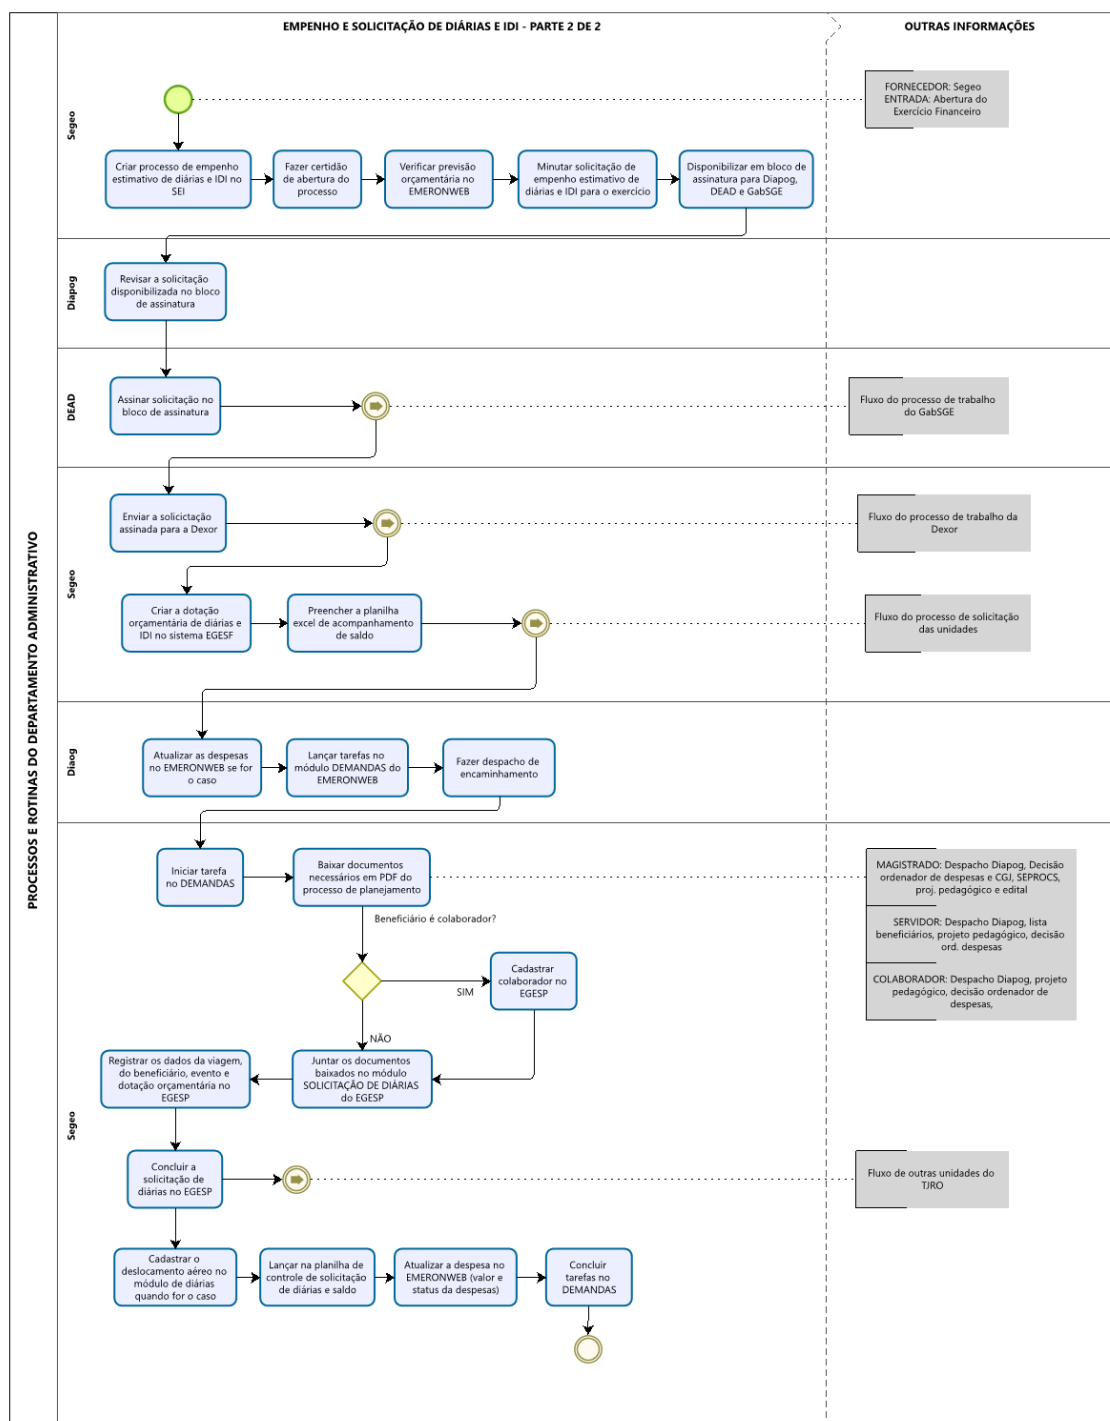 EMPENHO E SOLICITAÇÃO DE DIÁRIAS E IDI - PARTE 2 DE 2
OUTRAS INFORMAÇÕES
PROCESSOS E ROTINAS DO DEPARTAMENTO ADMINISTRATIVO
Segeo
FORNECEDOR: Segeo
ENTRADA: Abertura do
Exercício Financeiro
Criar processo de empenho
estimativo de diárias e IDI no
SEI
Fazer certidão
de abertura do
processo
Verificar previsão
orçamentária no
EMERONWEB
Minutar solicitação de
empenho estimativo de
diárias e IDI para o exercício
Disponibilizar em bloco de
assinatura para Diapog,
DEAD e GabSGE
Diapog
Revisar a solicitação
disponibilizada no bloco
de assinatura
DEAD
Assinar solicitação no
bloco de assinatura
Fluxo do processo de trabalho
do GabSGE
Segeo
Enviar a solicictação
assinada para a Dexor
Fluxo do processo de trabalho da
Dexor
Criar a dotação
orçamentária de diárias e
IDI no sistema EGESF
Preencher a planilha
excel de acompanhamento
de saldo
Fluxo do processo de solicitação
das unidades
Diaog
Atualizar as despesas
no EMERONWEB se for
o caso
Lançar tarefas no
módulo DEMANDAS do
EMERONWEB
Fazer despacho de
encaminhamento
Segeo
Iniciar tarefa
no DEMANDAS
Baixar documentos
necessários em PDF do
processo de planejamento
MAGISTRADO: Despacho Diapog, Decisão
ordenador de despesas e CGJ, SEPROCS,
proj. pedagógico e edital
SERVIDOR: Despacho Diapog, lista
beneficiários, projeto pedagógico, decisão
ord. despesas
COLABORADOR: Despacho Diapog, projeto
pedagógico, decisão ordenador de
despesas,
Beneficiário é colaborador?
SIM
Cadastrar
colaborador no
EGESP
NÃO
Juntar os documentos
baixados no módulo
SOLICITAÇÃO DE DIÁRIAS
do EGESP
Registrar os dados da viagem,
do beneficiário, evento e
dotação orçamentária no
EGESP
Concluir a
solicitação de
diárias no EGESP
Fluxo de outras unidades do
TJRO
Cadastrar o
deslocamento aéreo no
módulo de diárias
quando for o caso
Lançar na planilha de
controle de solicitação
de diárias e saldo
Atualizar a despesa no
EMERONWEB (valor e
status da despesas)
Concluir
tarefas no
DEMANDAS